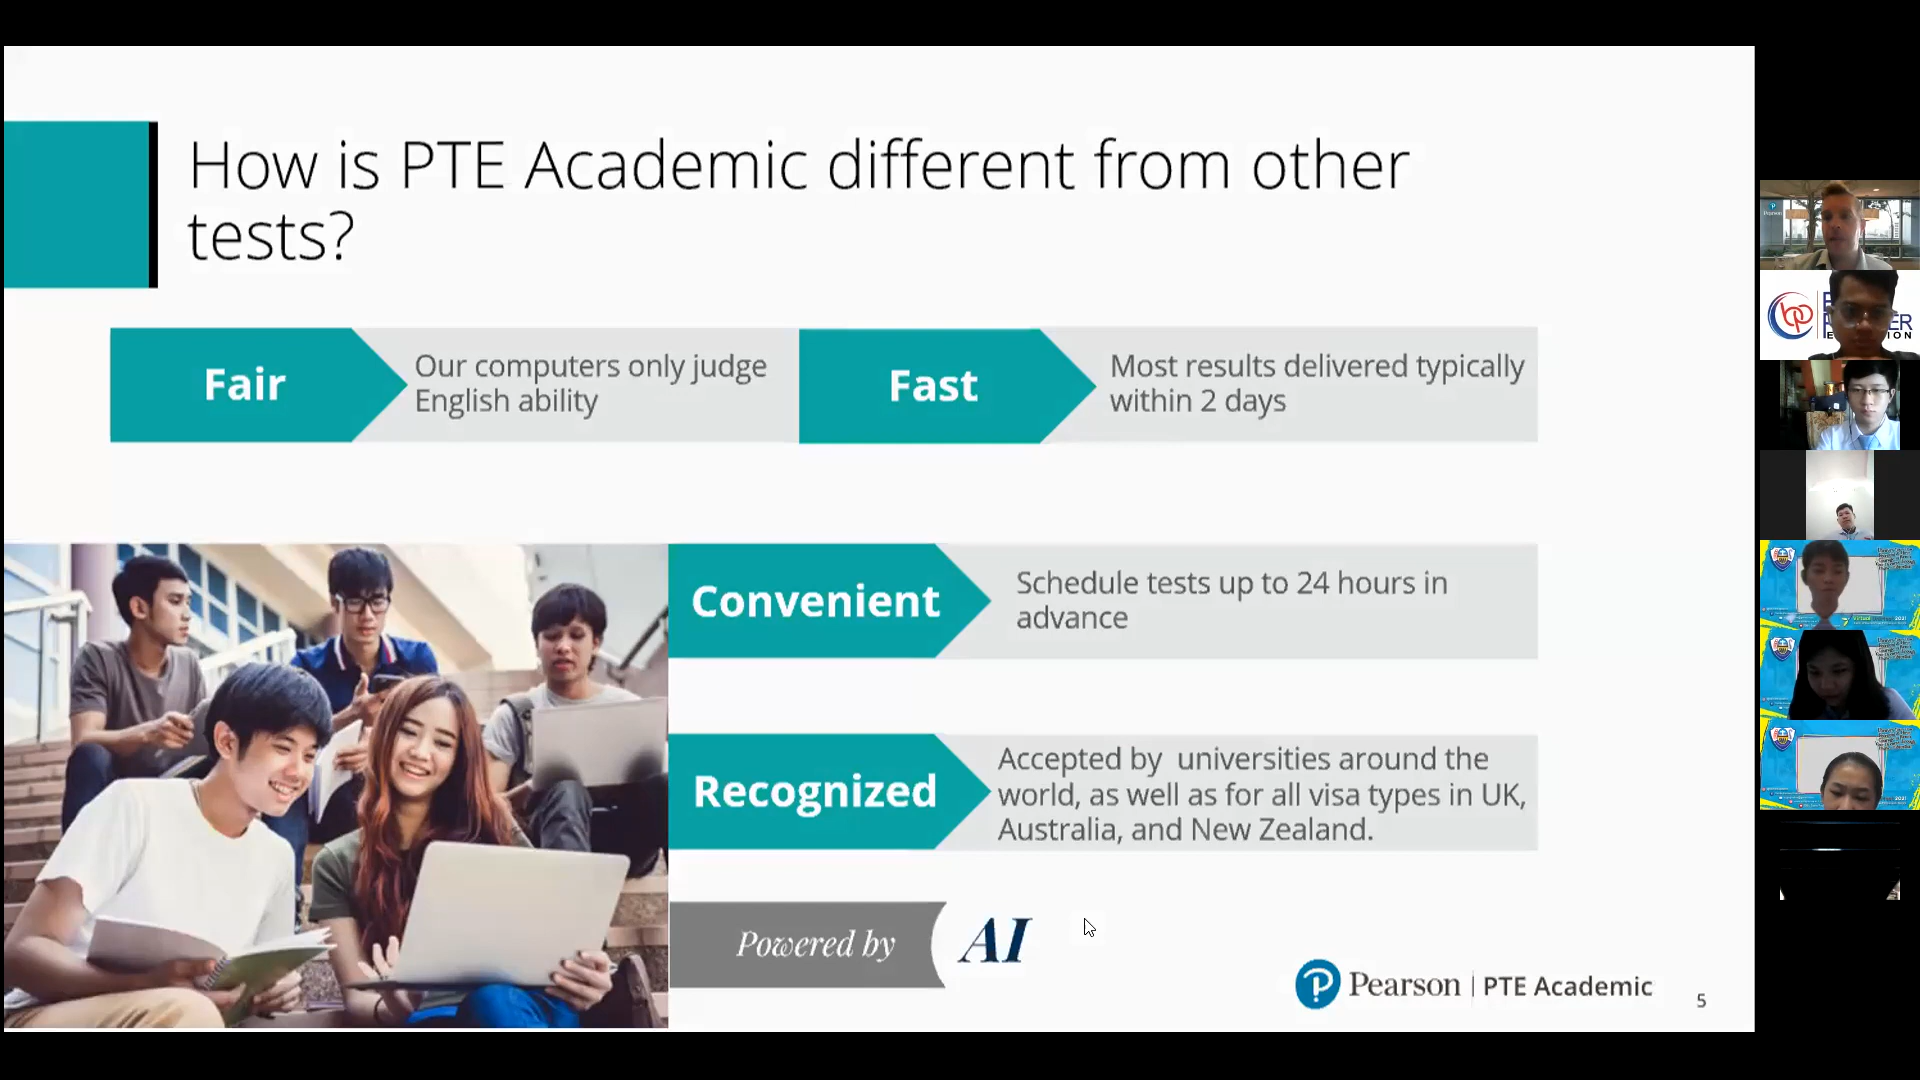 How is PTE Academic different from other
tests?
Fair
Our computers only judge
English ability
Fast
Most results delivered typically
within 2 days
Convenient
Schedule tests up to 24 hours in
advance
Recognized
Accepted by  universities around the
world, as well as for all visa types in UK,
Australia, and New Zealand.
Powered by
AI
Pearson | PTE Academic
5
Pearson